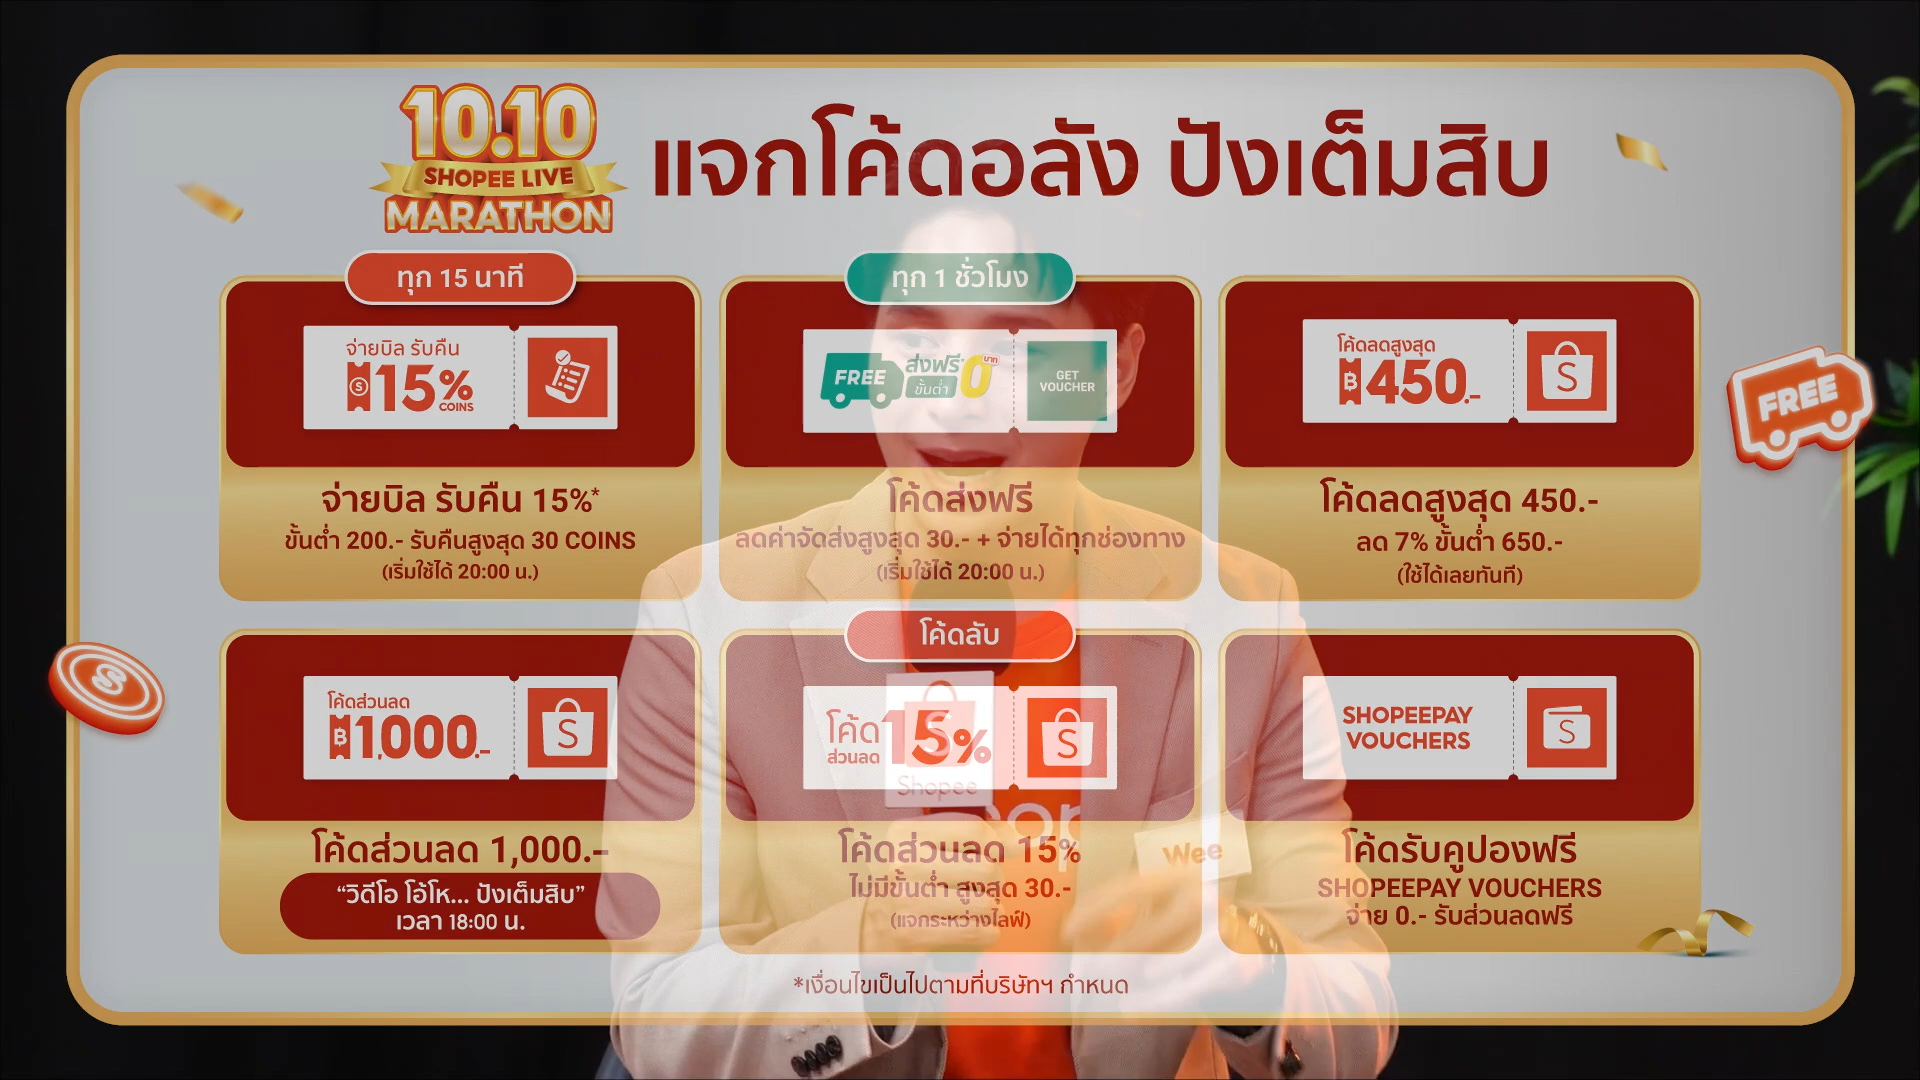 10.10
SHOPEE LIVE
MARATHON
แจกโค้ดอลัง ปังเต็มสิบ
ทุก 15 นาที
จ่ายบิล รับคืน
15%
COINS
จ่ายบิล รับคืน 15%*
ขั้นต่ำ 200.- รับคืนสูงสุด 30 COINS
(เริ่มใช้ได้ 20:00 น.)
ทุก 1 ชั่วโมง
FREE
ส่งฟรี*
ขั้นต่ำ 0 บาท
GET
VOUCHER
โค้ดส่งฟรี
ลดค่าจัดส่งสูงสุด 30.- + จ่ายได้ทุกช่องทาง
(เริ่มใช้ได้ 20:00 น.)
โค้ดลดสูงสุด
฿450.-
โค้ดลดสูงสุด 450.-
ลด 7% ขั้นต่ำ 650.-
(ใช้ได้เลยทันที)
FREE
โค้ดส่วนลด
฿1,000.-
โค้ดส่วนลด 1,000.-
“วิดีโอ โอ้โห... ปังเต็มสิบ”
เวลา 18:00 น.
โค้ดลับ
โค้ด
ส่วนลด
15%
Shopee
โค้ดส่วนลด 15%
ไม่มีขั้นต่ำ สูงสุด 30.-
(แจกระหว่างไลฟ์)
Wee
SHOPEEPAY
VOUCHERS
โค้ดรับคูปองฟรี
SHOPEEPAY VOUCHERS
จ่าย 0.- รับส่วนลดฟรี
*เงื่อนไขเป็นไปตามที่บริษัทฯ กำหนด